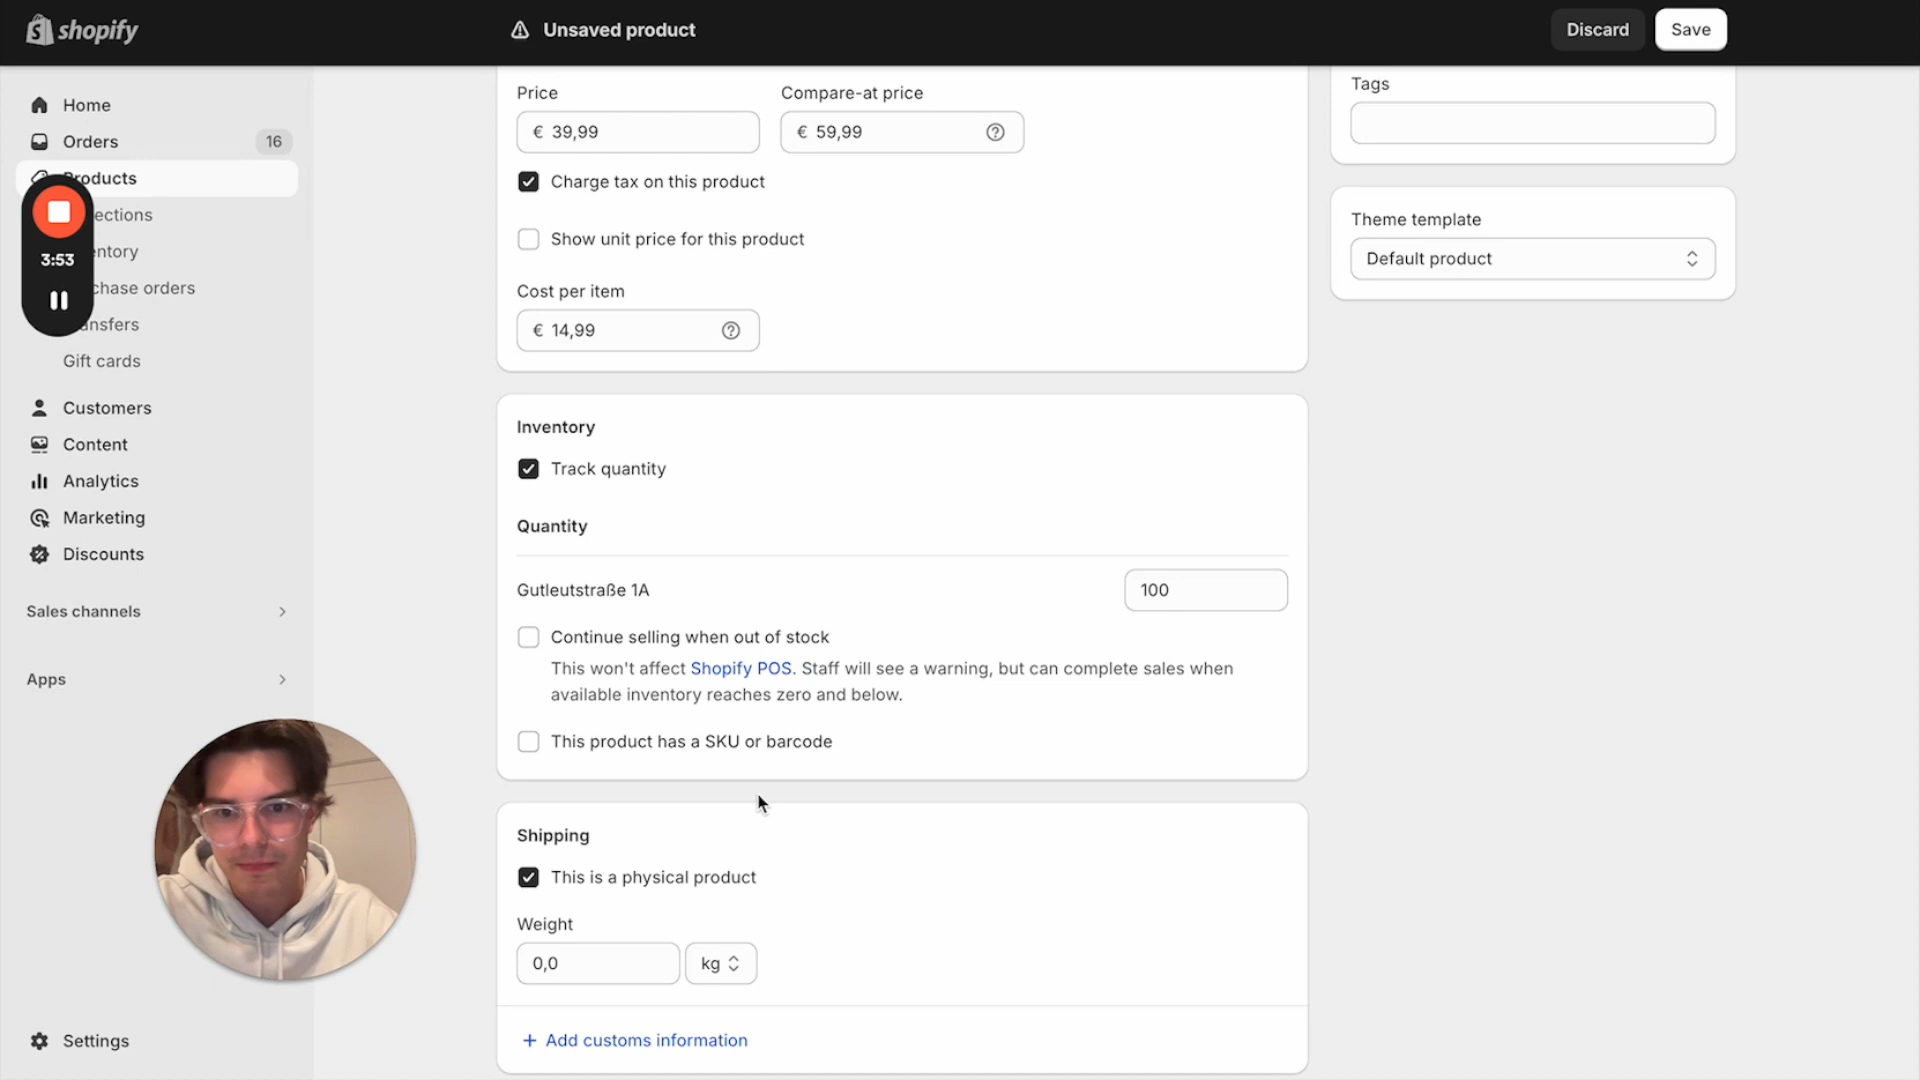 shopify
Unsaved product
Discard
Save
Home
Orders
16
Products
ections
entory
chase orders
ansfers
Gift cards
Customers
Content
Analytics
Marketing
Discounts
Sales channels
Apps
Settings
3:53
Price
Compare-at price
€ 39,99
€ 59,99
Charge tax on this product
Show unit price for this product
Cost per item
€ 14,99
Inventory
Track quantity
Quantity
Gutleutstraße 1A
100
Continue selling when out of stock
This won't affect Shopify POS. Staff will see a warning, but can complete sales when
available inventory reaches zero and below.
This product has a SKU or barcode
Shipping
This is a physical product
Weight
0,0
kg
+ Add customs information
Tags
Theme template
Default product